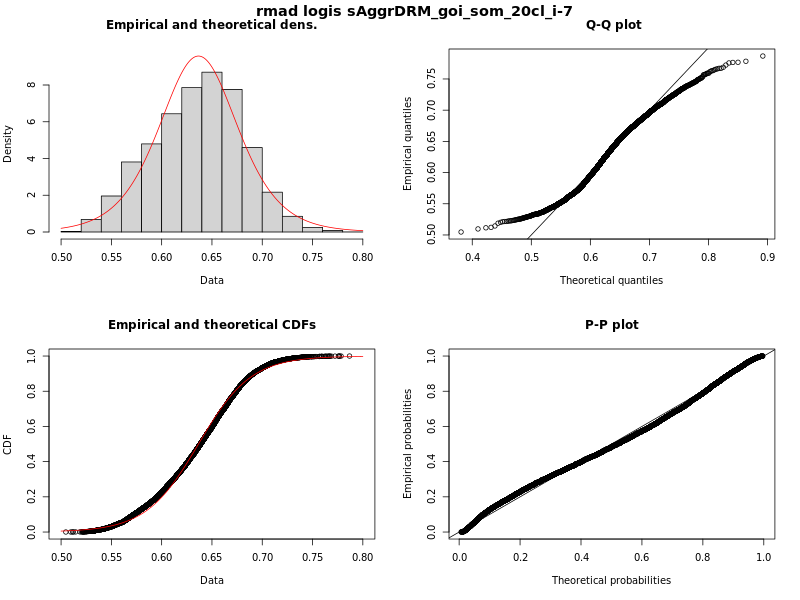 rmad logis sAggrDRM_goi_som_20cl_i-7
Empirical and theoretical dens.
Density
0 2 4 6 8
0.50 0.55 0.60 0.65 0.70 0.75 0.80
Data
Q-Q plot
Empirical quantiles
0.50 0.55 0.60 0.65 0.70 0.75
0.4 0.5 0.6 0.7 0.8 0.9
Theoretical quantiles
Empirical and theoretical CDFs
CDF
0.0 0.2 0.4 0.6 0.8 1.0
0.50 0.55 0.60 0.65 0.70 0.75 0.80
Data
P-P plot
Empirical probabilities
0.0 0.2 0.4 0.6 0.8 1.0
0.0 0.2 0.4 0.6 0.8 1.0
Theoretical probabilities